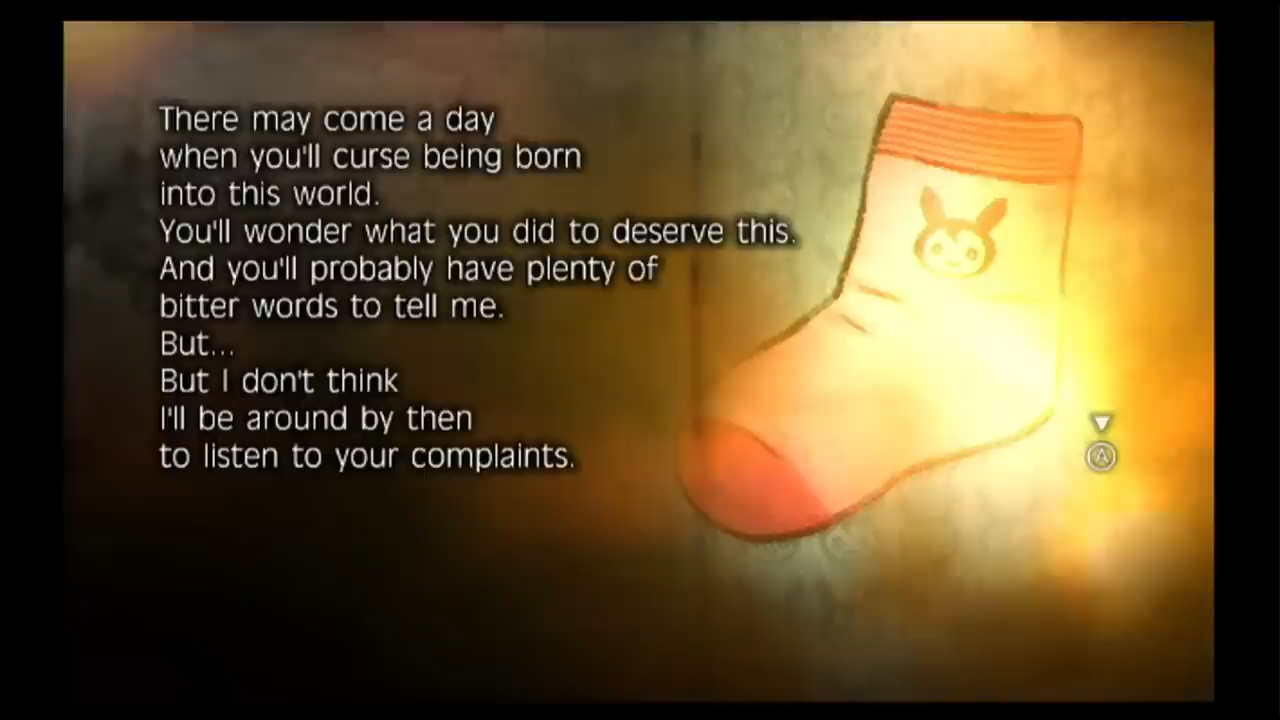 There may come a day
when you'll curse being born
into this world.
You'll wonder what you did to deserve this.
And you'll probably have plenty of
bitter words to tell me.
But...
But I don't think
I'll be around by then
to listen to your complaints.
A